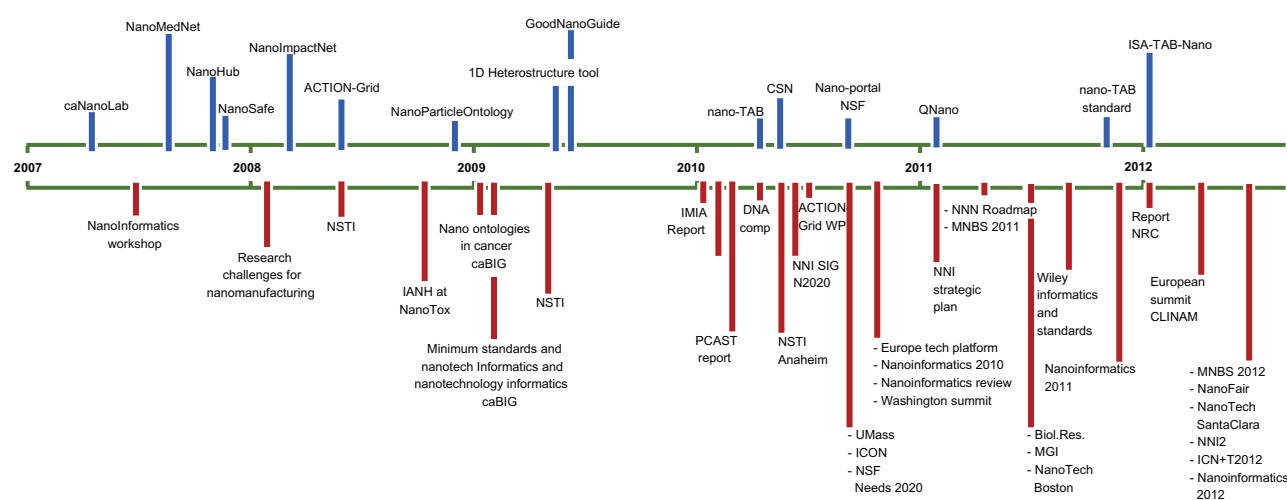 GoodNanoGuide
NanoMedNet
NanoImpactNet
ISA-TAB-Nano
NanoHub
1D Heterostructure tool
ACTION-Grid
CSN
Nano-portal
NSF
nano-TAB
standard
caNanoLab
NanoSafe
NanoParticleOntology
nano-TAB
QNano
2007
2008
2009
2010
2011
2012
NanoInformatics
workshop
Research
challenges for
nanomanufacturing
NSTI
IANH at
NanoTox
Nano ontologies
in cancer
caBIG
Minimum standards and
nanotech Informatics and
nanotechnology informatics
caBIG
NSTI
IMIA
Report
PCAST
report
DNA
comp
NSTI
Anaheim
NNI SIG
N2020
ACTION-
Grid WP
- UMass
- ICON
- NSF
Needs 2020
- Europe tech platform
- Nanoinformatics 2010
- Nanoinformatics review
- Washington summit
NNI
strategic
plan
- NNN Roadmap
- MNBS 2011
- Biol.Res.
- MGI
- NanoTech
Boston
Wiley
informatics
and
standards
Nanoinformatics
2011
Report
NRC
European
summit
CLINAM
- MNBS 2012
- NanoFair
- NanoTech
SantaClara
- NNI2
- ICN+T2012
- Nanoinformatics
2012